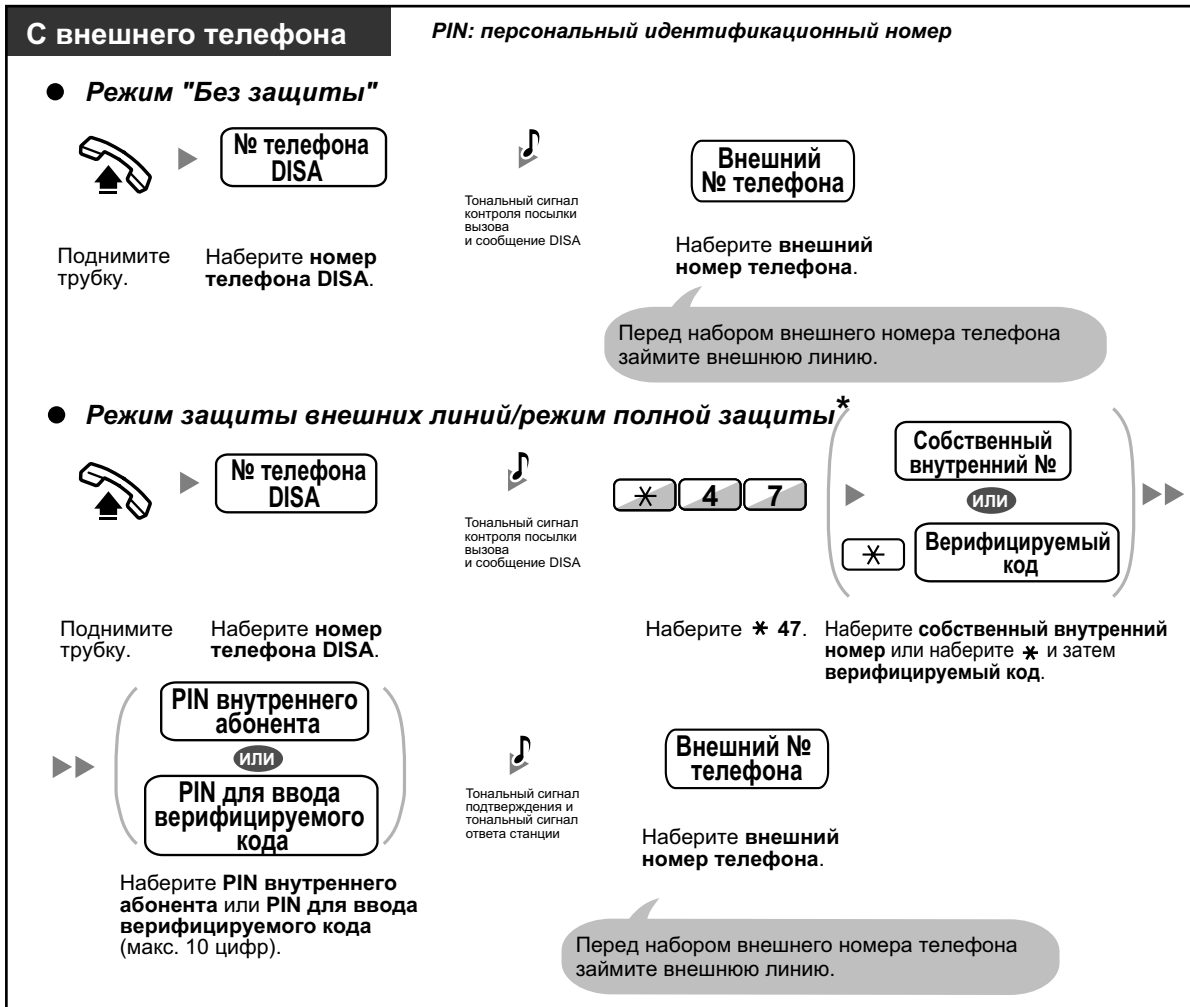 С внешнего телефона
PIN: персональный идентификационный номер
● Режим "Без защиты"
№ телефона
DISA
Тональный сигнал
контроля посылки
вызова
и сообщение DISA
Внешний
№ телефона
Поднимите
трубку.
Наберите номер
телефона DISA.
Наберите внешний
номер телефона.
Перед набором внешнего номера телефона
займите внешнюю линию.
● Режим защиты внешних линий/режим полной защиты*
№ телефона
DISA
Тональный сигнал
контроля посылки
вызова
и сообщение DISA
* 4 7
Собственный
внутренний №
или
* Верифицируемый
код
Поднимите
трубку.
Наберите номер
телефона DISA.
Наберите * 47.
Наберите собственный внутренний
номер или наберите * и затем
верифицируемый код.
PIN внутреннего
абонента
или
PIN для ввода
верифицируемого
кода
Тональный сигнал
подтверждения и
тональный сигнал
ответа станции
Внешний №
телефона
Наберите PIN внутреннего
абонента или PIN для ввода
верифицируемого кода
(макс. 10 цифр).
Наберите внешний
номер телефона.
Перед набором внешнего номера телефона
займите внешнюю линию.